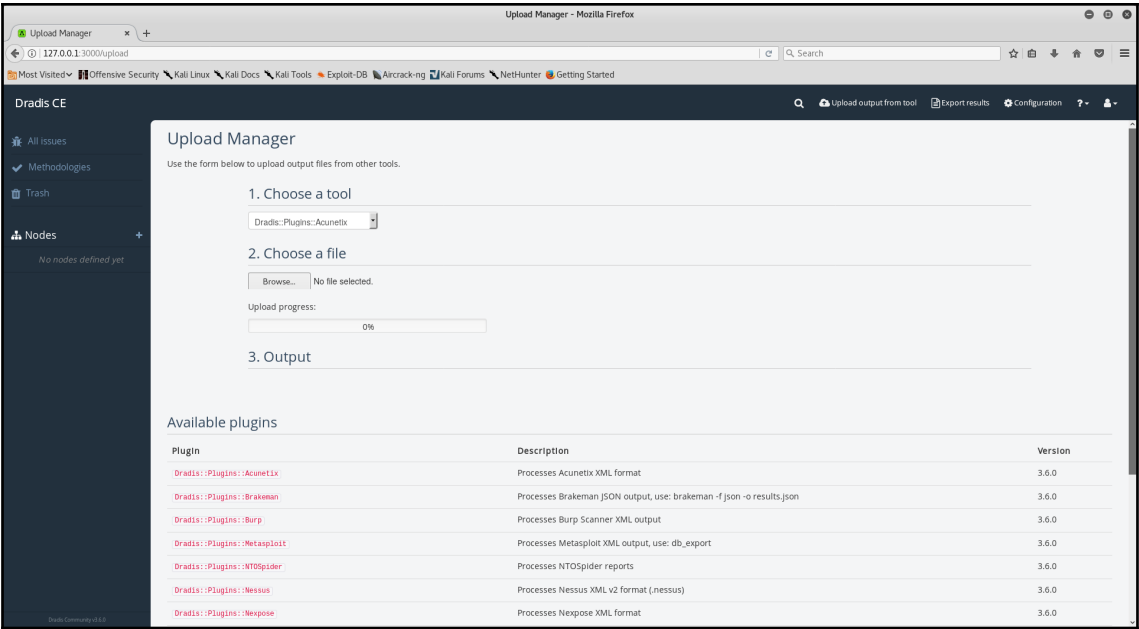 Upload Manager - Mozilla Firefox
Upload Manager × +
127.0.0.1:3000/upload Search
Most Visited Offensive Security Kali Linux Kali Docs Kali Tools Exploit-DB Aircrack-ng Kali Forums NetHunter Getting Started
Dradis CE Upload output from tool Export results Configuration ?
All issues
Methodologies
Trash
Nodes +
No nodes defined yet
Upload Manager
Use the form below to upload output files from other tools.
1. Choose a tool
Dradis::Plugins::Acunetix
2. Choose a file
Browse... No file selected.
Upload progress:
0%
3. Output
Available plugins
Plugin Description Version
Dradis::Plugins::Acunetix Processes Acunetix XML format 3.6.0
Dradis::Plugins::Brakeman Processes Brakeman JSON output, use: brakeman -f json -o results.json 3.6.0
Dradis::Plugins::Burp Processes Burp Scanner XML output 3.6.0
Dradis::Plugins::Metasploit Processes Metasploit XML output, use: db_export 3.6.0
Dradis::Plugins::NTOSpider Processes NTOSpider reports 3.6.0
Dradis::Plugins::Nessus Processes Nessus XML v2 format (.nessus) 3.6.0
Dradis::Plugins::Nexpose Processes Nexpose XML format 3.6.0
Dradis Community v3.6.0